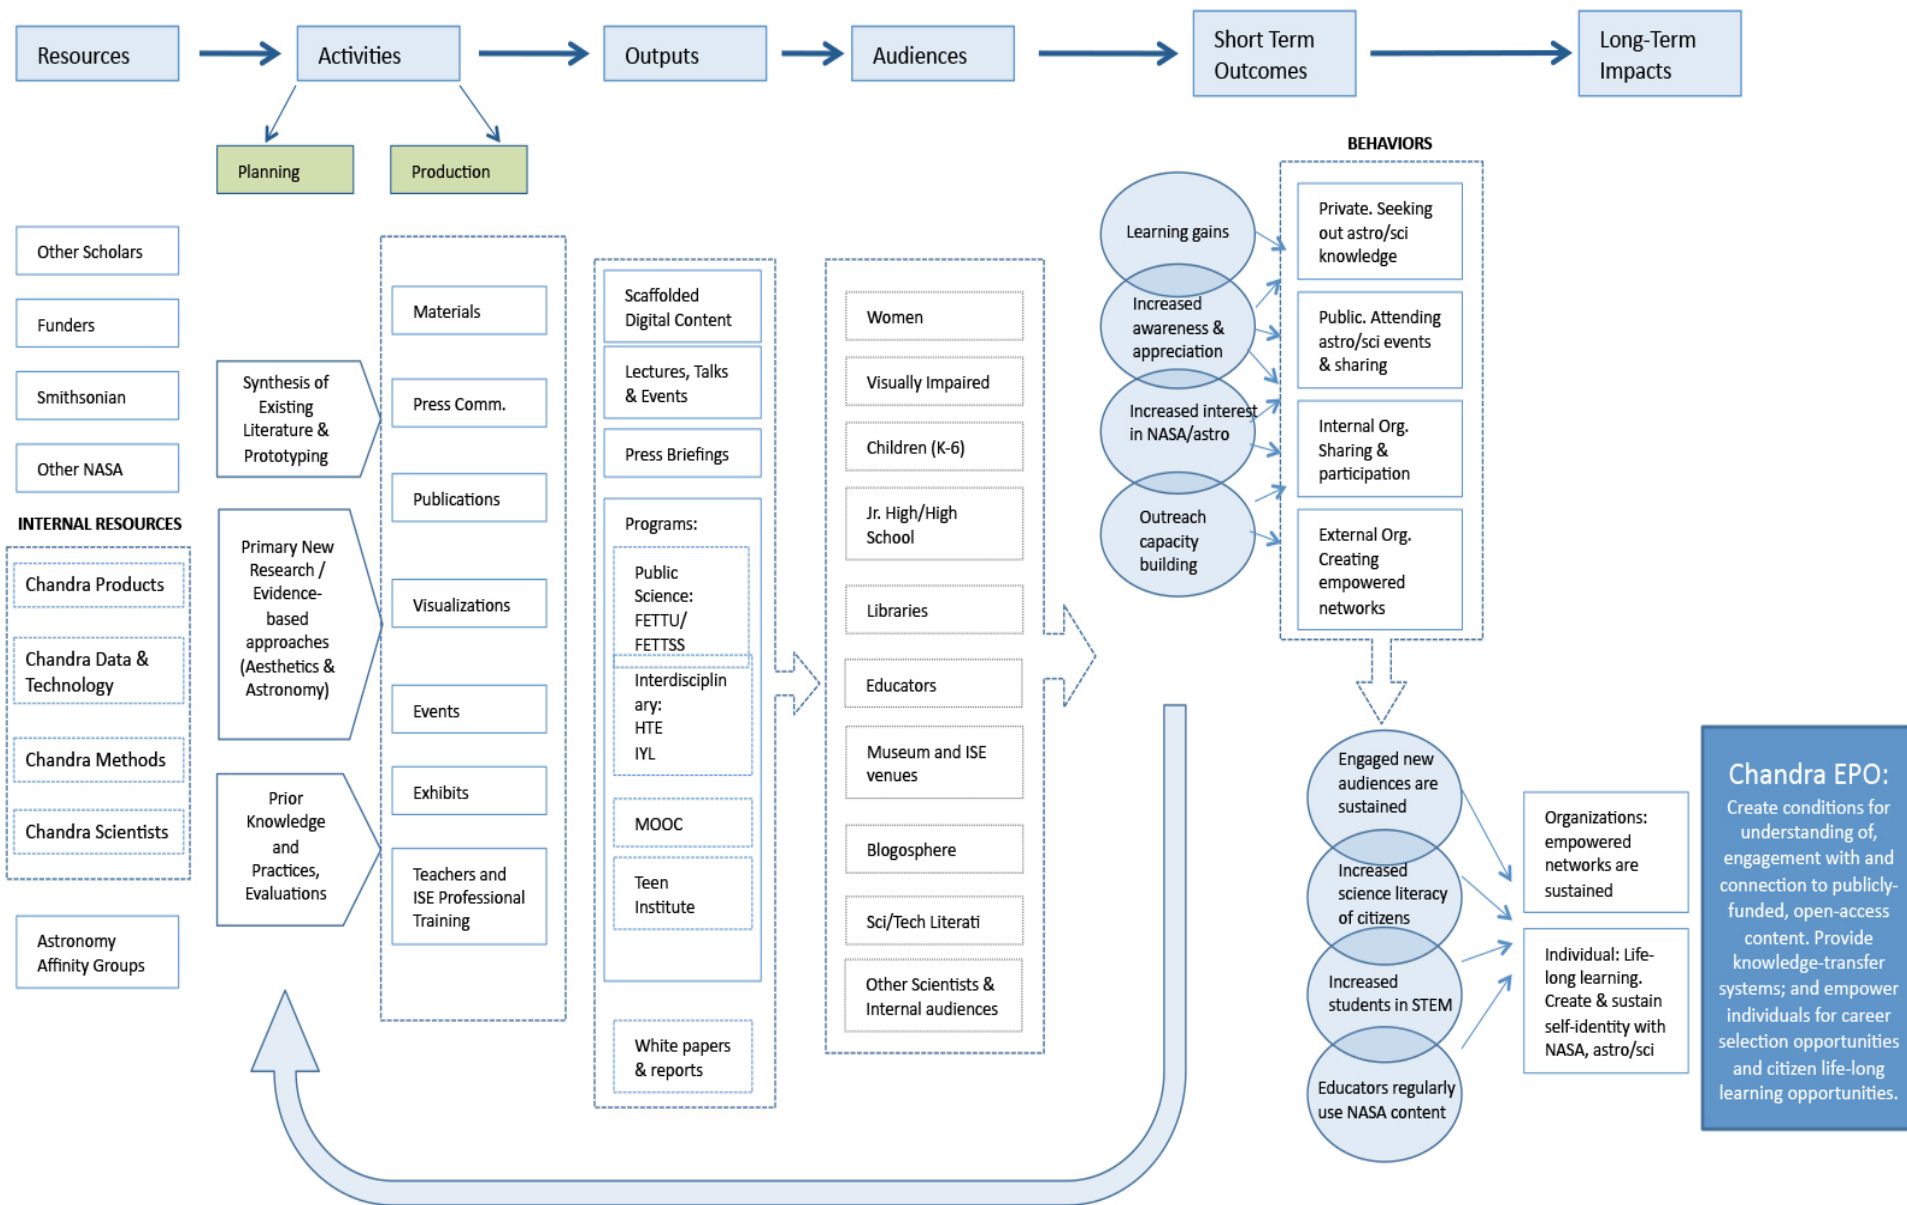 Resources
Activities
Outputs
Audiences
Short Term
Outcomes
Long-Term
Impacts
Planning
Production
Other Scholars
Funders
Smithsonian
Other NASA
INTERNAL RESOURCES
Chandra Products
Chandra Data &
Technology
Chandra Methods
Chandra Scientists
Astronomy
Affinity Groups
Synthesis of
Existing
Literature &
Prototyping
Primary New
Research /
Evidence-
based
approaches
(Aesthetics &
Astronomy)
Prior
Knowledge
and
Practices,
Evaluations
Materials
Press Comm.
Publications
Visualizations
Events
Exhibits
Teachers and
ISE Professional
Training
Scaffolded
Digital Content
Lectures, Talks
& Events
Press Briefings
Programs:
Public
Science:
FETTU/
FETTSS
Interdisciplin
ary:
HTE
IYL
MOOC
Teen
Institute
White papers
& reports
Women
Visually Impaired
Children (K-6)
Jr. High/High
School
Libraries
Educators
Museum and ISE
venues
Blogosphere
Sci/Tech Literati
Other Scientists &
Internal audiences
Learning gains
Increased
awareness &
appreciation
Increased interest
in NASA/astro
Outreach
capacity
building
BEHAVIORS
Private. Seeking
out astro/sci
knowledge
Public. Attending
astro/sci events
& sharing
Internal Org.
Sharing &
participation
External Org.
Creating
empowered
networks
Engaged new
audiences are
sustained
Increased
science literacy
of citizens
Increased
students in STEM
Educators regularly
use NASA content
Organizations:
empowered
networks are
sustained
Individual: Life-
long learning.
Create & sustain
self-identity with
NASA, astro/sci
Chandra EPO:
Create conditions for
understanding of,
engagement with and
connection to publicly-
funded, open-access
content. Provide
knowledge-transfer
systems; and empower
individuals for career
selection opportunities
and citizen life-long
learning opportunities.